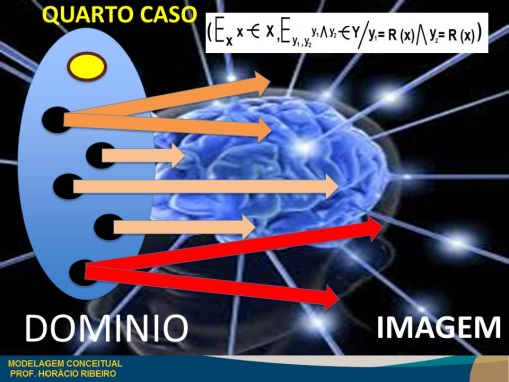 QUARTO CASO
(E x x ∈ X , E y₁,y₂ y₁ ∧ y₂ ∈ Y / y₁ = R (x) ⋀ y₂ = R (x) )
DOMINIO
IMAGEM
MODELAGEM CONCEITUAL
PROF. HORÁCIO RIBEIRO